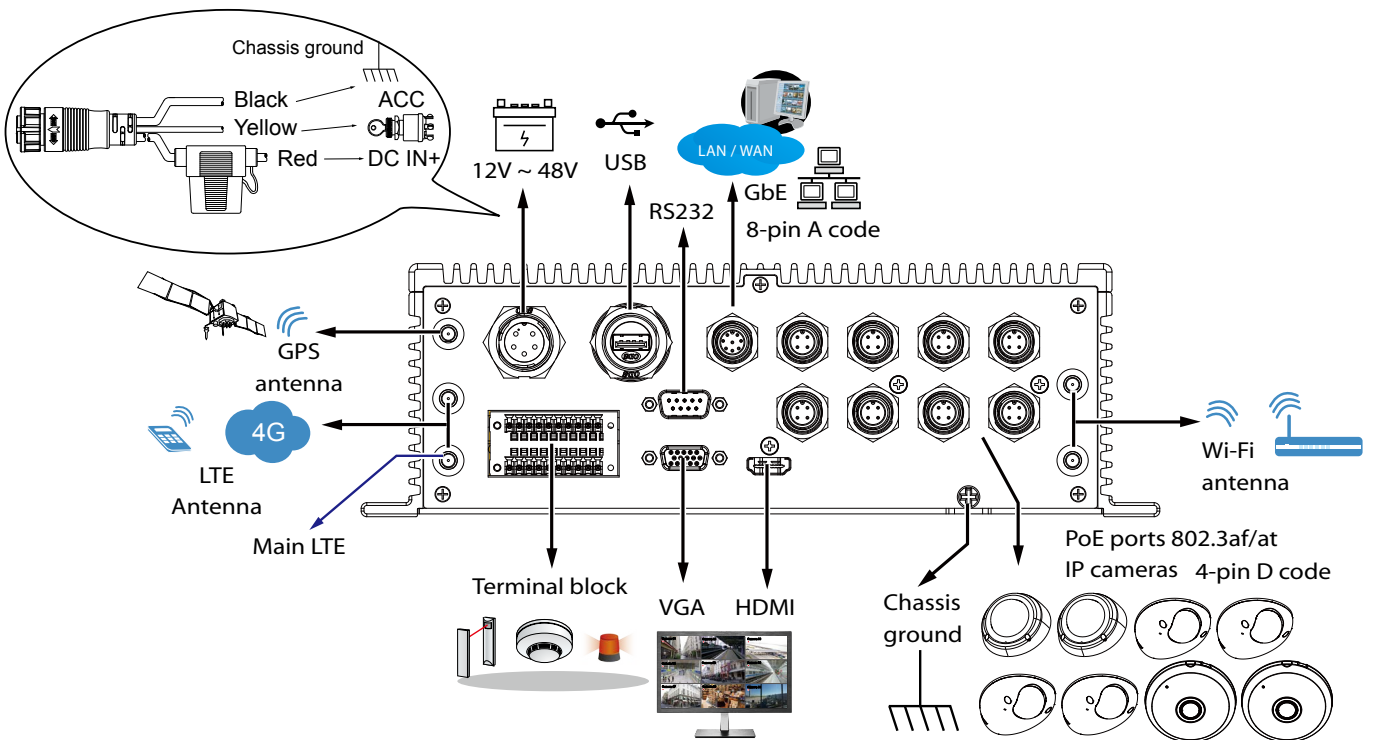 Chassis ground
Black
ACC
Yellow
Red
DC IN+
12V ~ 48V
USB
LAN / WAN
GbE
RS232
8-pin A code
GPS
antenna
4G
LTE
Antenna
Main LTE
Wi-Fi
antenna
Terminal block
VGA
HDMI
Chassis
ground
PoE ports 802.3af/at
IP cameras
4-pin D code